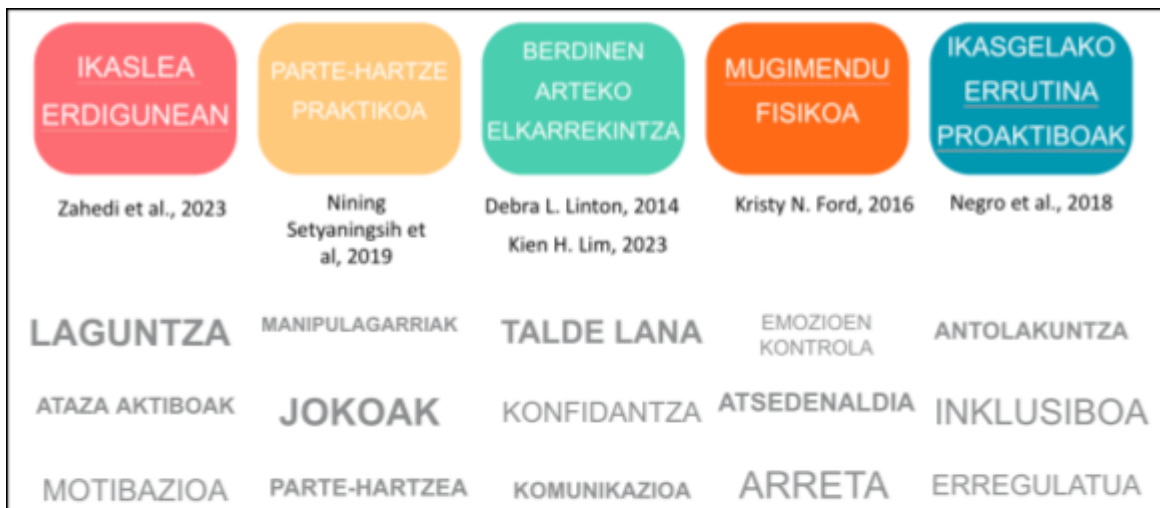 IKASLEA
ERDIGUNEAN
PARTE-HARTZE
PRAKTIKOA
BERDINEN
ARTEKO
ELKARREKINTZA
MUGIMENDU
FISIKOA
IKASGELAKO
ERRUTINA
PROAKTIBOAK
Zahedi et al., 2023
Nining
Setyaningsih et
al, 2019
Debra L. Linton, 2014
Kien H. Lim, 2023
Kristy N. Ford, 2016
Negro et al., 2018
LAGUNTZA
MANIPULAGARRIAK
TALDE LANA
EMOZIOEN
KONTROLA
ANTOLAKUNTZA
ATAZA AKTIBOAK
JOKOAK
KONFIDANTZA
ATSEDENALDIA
INKLUSIBOA
MOTIBAZIOA
PARTE-HARTZEA
KOMUNIKAZIOA
ARRETA
ERREGULATUA